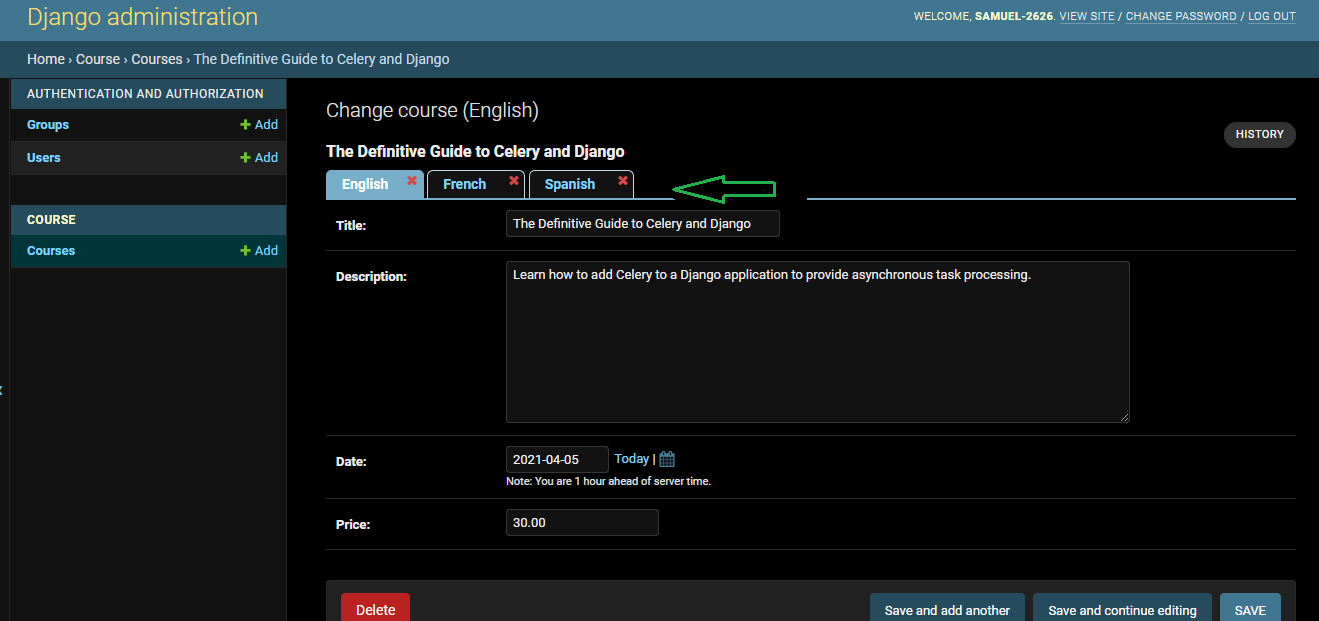 Django administration
WELCOME, SAMUEL-2626. VIEW SITE / CHANGE PASSWORD / LOG OUT
Home › Course › Courses › The Definitive Guide to Celery and Django
AUTHENTICATION AND AUTHORIZATION
Groups
+ Add
Users
+ Add
COURSE
Courses
+ Add
Change course (English)
HISTORY
The Definitive Guide to Celery and Django
English
French
Spanish
Title:
The Definitive Guide to Celery and Django
Description:
Learn how to add Celery to a Django application to provide asynchronous task processing.
Date:
2021-04-05
Today |
Note: You are 1 hour ahead of server time.
Price:
30.00
Delete
Save and add another
Save and continue editing
SAVE